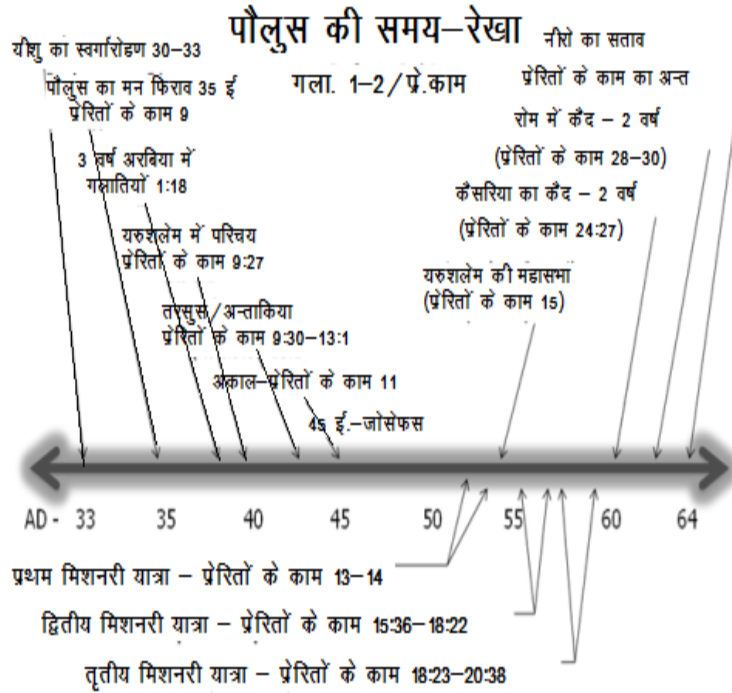 पौलुस की समय–रेखा
गला. 1–2/प्रे.काम
यीशु का स्वर्गारोहण 30–33
पौलुस का मन फिराव 35 ई
प्रेरितों के काम 9
3 वर्ष अरबिया में
गलातियों 1:18
यरुशलेम में परिचय
प्रेरितों के काम 9:27
तरसुस/अन्ताकिया
प्रेरितों के काम 9:30–13:1
अकाल–प्रेरितों के काम 11
45 ई.–जोसेफस
नीरो का सताव
प्रेरितों के काम का अन्त
रोम में कैद – 2 वर्ष
(प्रेरितों के काम 28–30)
कैसरिया का कैद – 2 वर्ष
(प्रेरितों के काम 24:27)
यरुशलेम की महासभा
(प्रेरितों के काम 15)
AD - 33 35 40 45 50 55 60 64
प्रथम मिशनरी यात्रा – प्रेरितों के काम 13–14
द्वितीय मिशनरी यात्रा – प्रेरितों के काम 15:36–18:22
तृतीय मिशनरी यात्रा – प्रेरितों के काम 18:23–20:38